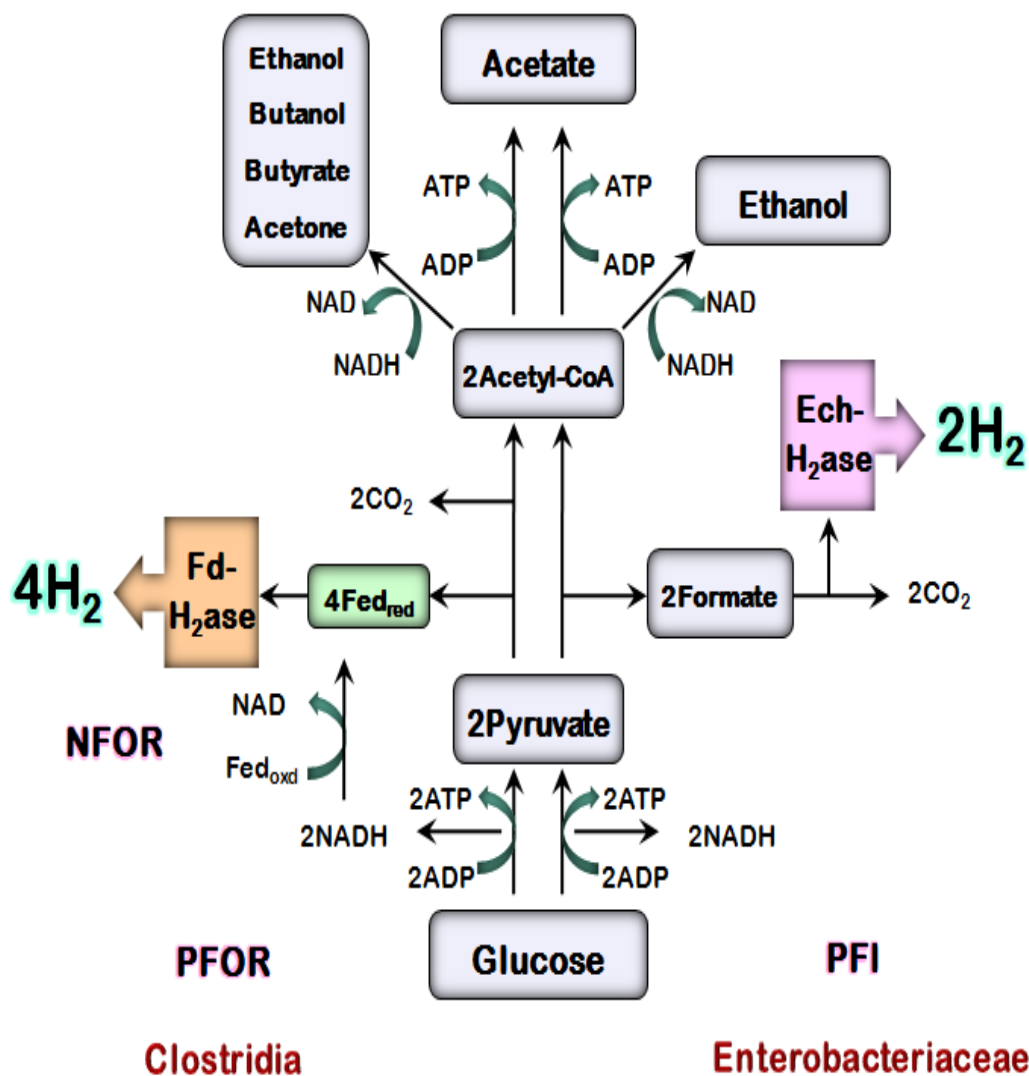 Ethanol
Butanol
Butyrate
Acetone
Acetate
Ethanol
ATP
ADP
ATP
ADP
NAD
NADH
NAD
NADH
2Acetyl-CoA
Ech-
H₂ase
2H₂
2CO₂
4H₂
Fd-
H₂ase
4Fed_red
2Formate
2CO₂
NFOR
NAD
Fed_oxd
2NADH
2Pyruvate
2ATP
2ADP
2ATP
2ADP
2NADH
PFOR
Glucose
PFI
Clostridia
Enterobacteriaceae